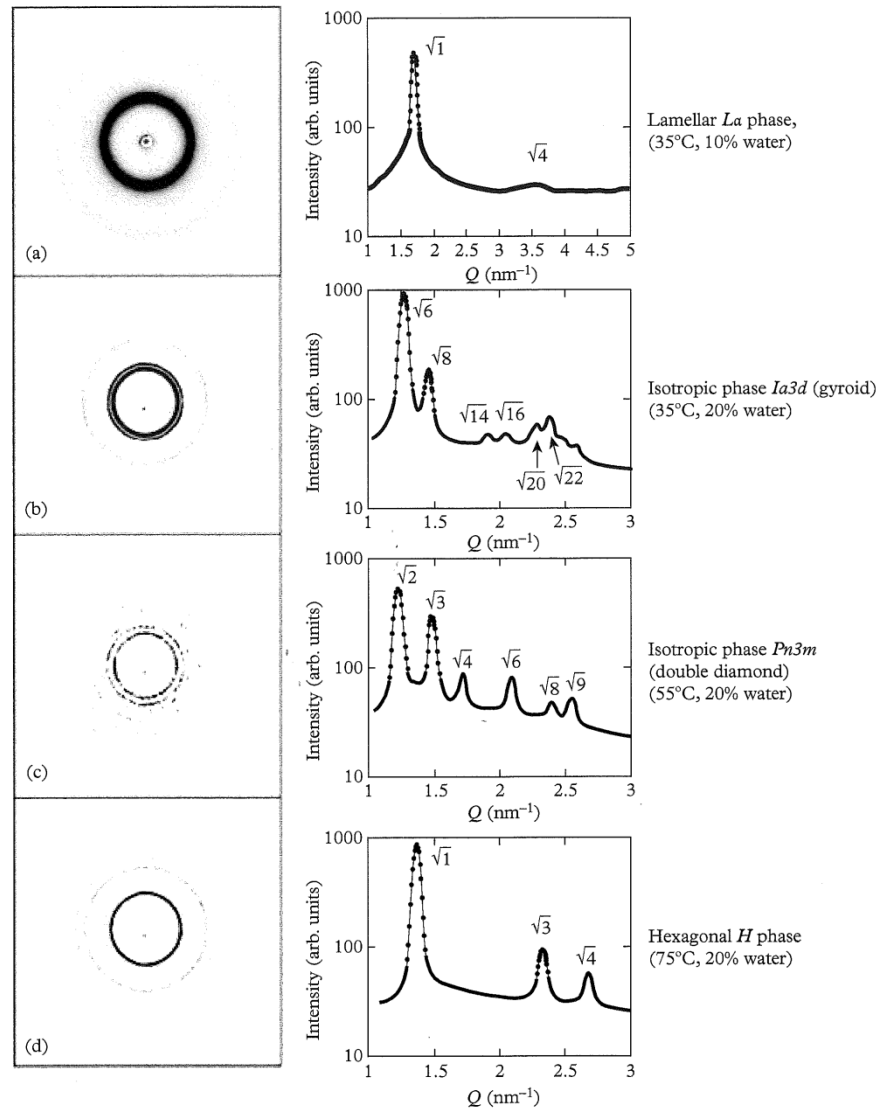 (a)
1000
100
10
Intensity (arb. units)
√1
√4
1 1.5 2 2.5 3 3.5 4 4.5 5
Q (nm⁻¹)
Lamellar Lα phase,
(35°C, 10% water)
(b)
1000
100
10
Intensity (arb. units)
√6
√8
√14 √16
√20 √22
1 1.5 2 2.5 3
Q (nm⁻¹)
Isotropic phase Ia3d (gyroid)
(35°C, 20% water)
(c)
1000
100
10
Intensity (arb. units)
√2
√3
√4 √6
√8 √9
1 1.5 2 2.5 3
Q (nm⁻¹)
Isotropic phase Pn3m
(double diamond)
(55°C, 20% water)
(d)
1000
100
10
Intensity (arb. units)
√1
√3
√4
1 1.5 2 2.5 3
Q (nm⁻¹)
Hexagonal H phase
(75°C, 20% water)